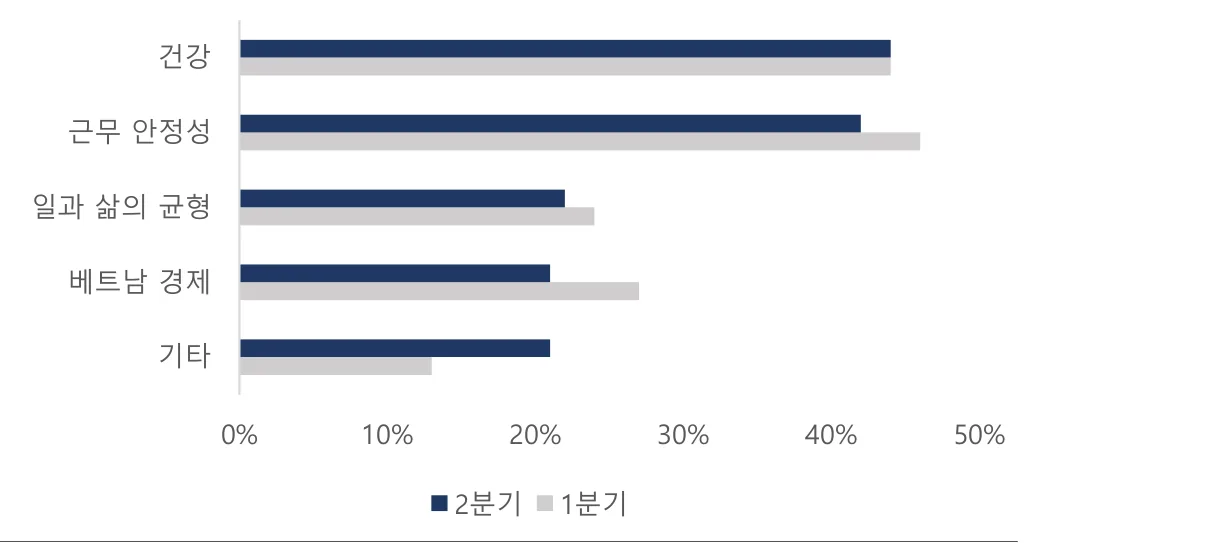 건강
근무 안정성
일과 삶의 균형
베트남 경제
기타
0% 10% 20% 30% 40% 50%
2분기 1분기